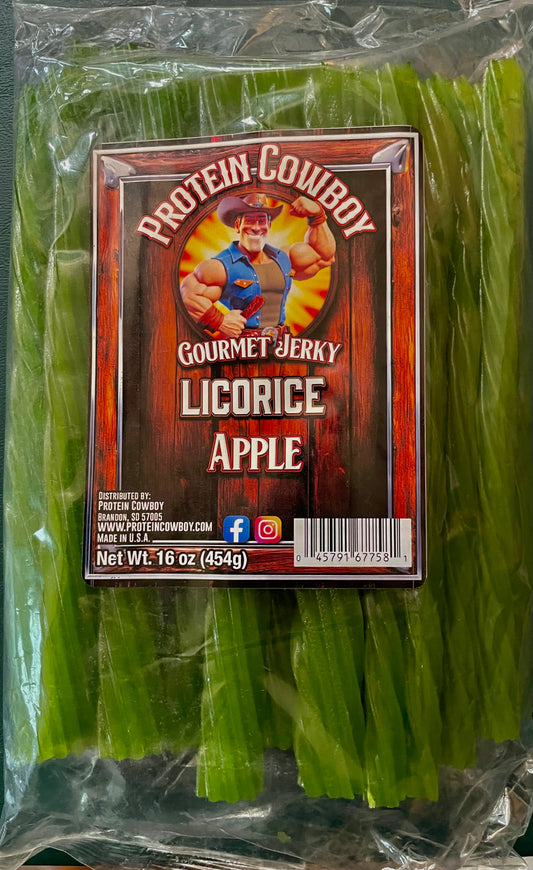 PROTEIN COWBOY
GOURMET JERKY
LICORICE
APPLE
DISTRIBUTED BY:
PROTEIN COWBOY
BRANDON, SD 57005
WWW.PROTEINCOWBOY.COM
MADE IN U.S.A.
Net Wt. 16 oz (454g)
0 45791 67758 1